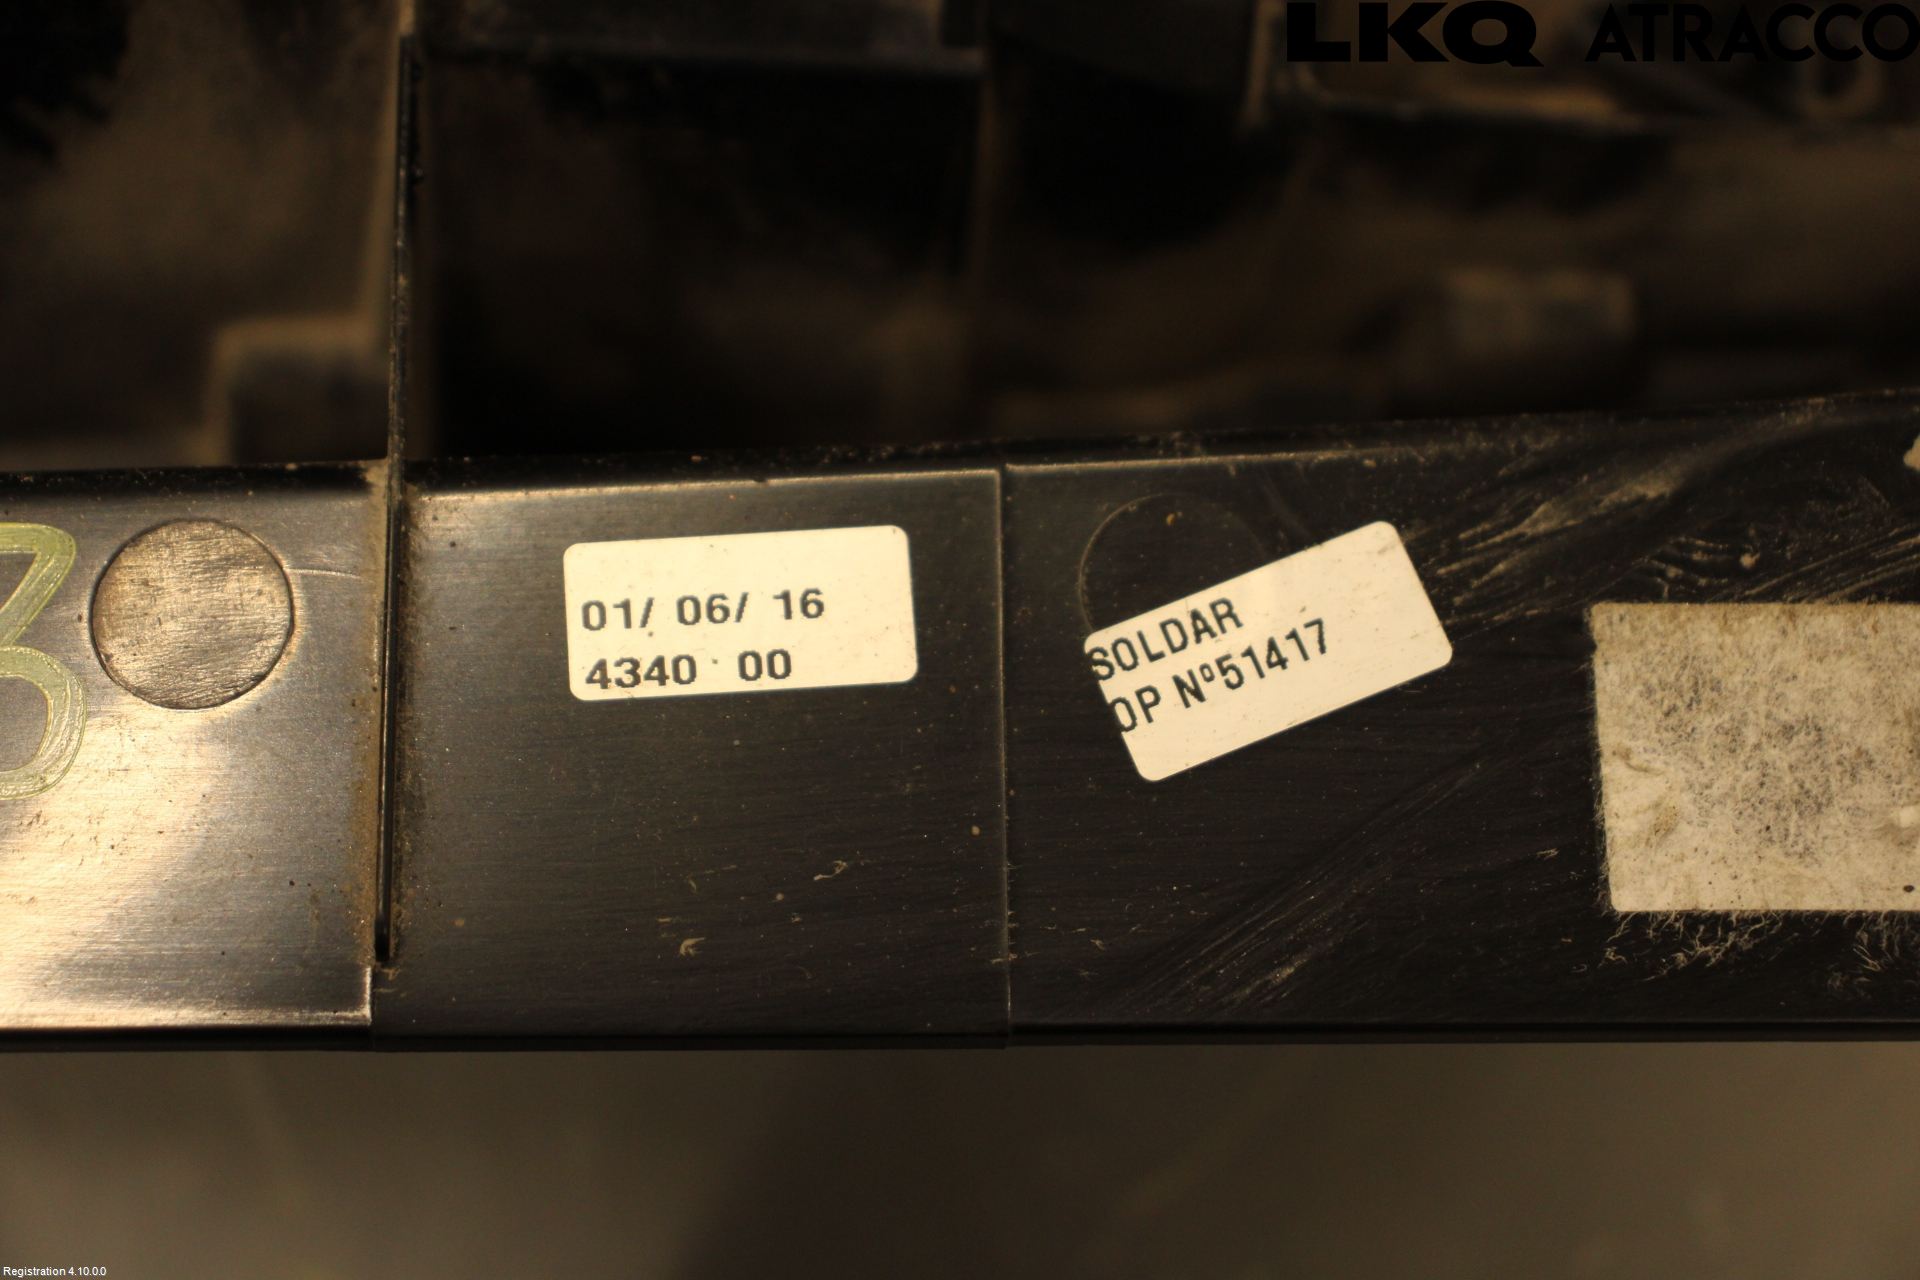 LKQ ATRACCO
01/ 06/ 16
4340 00
SOLDAR
OP Nº51417
Registration 4.10.0.0